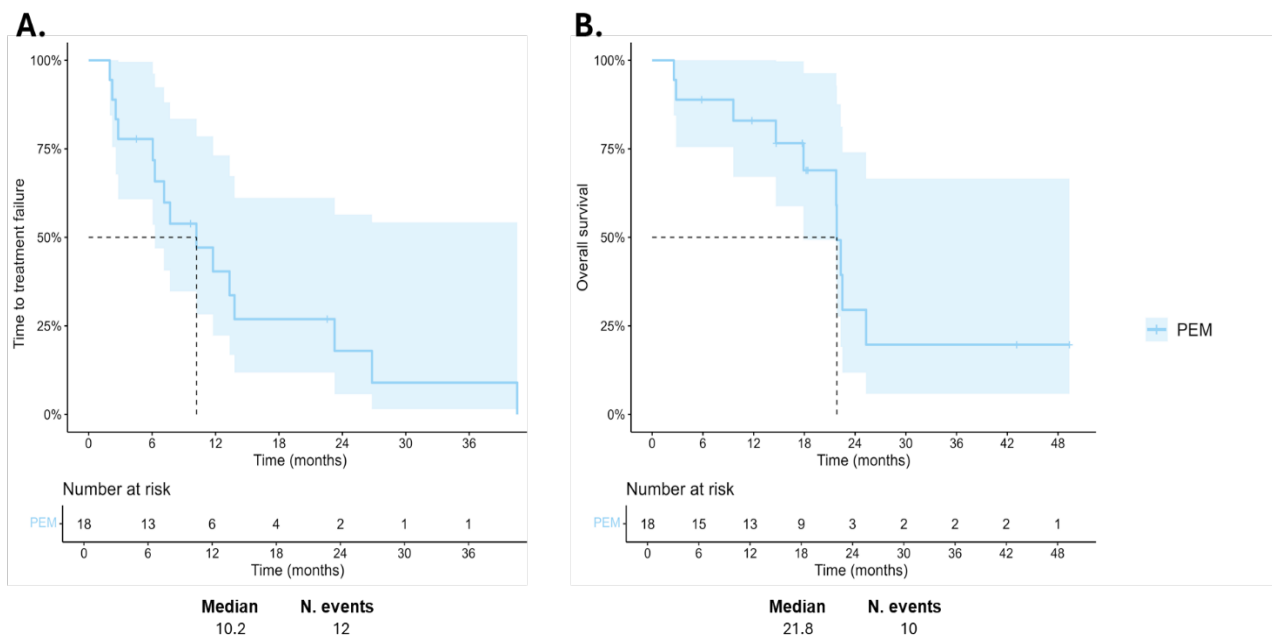 A.
Time to treatment failure
100%
75%
50%
25%
0%
0 6 12 18 24 30 36
Time (months)
Number at risk
PEM 18 13 6 4 2 1 1
0 6 12 18 24 30 36
Time (months)
Median N. events
10.2 12
B.
Overall survival
100%
75%
50%
25%
0%
0 6 12 18 24 30 36 42 48
Time (months)
Number at risk
PEM 18 15 13 9 3 2 2 2 1
0 6 12 18 24 30 36 42 48
Time (months)
Median N. events
21.8 10
PEM